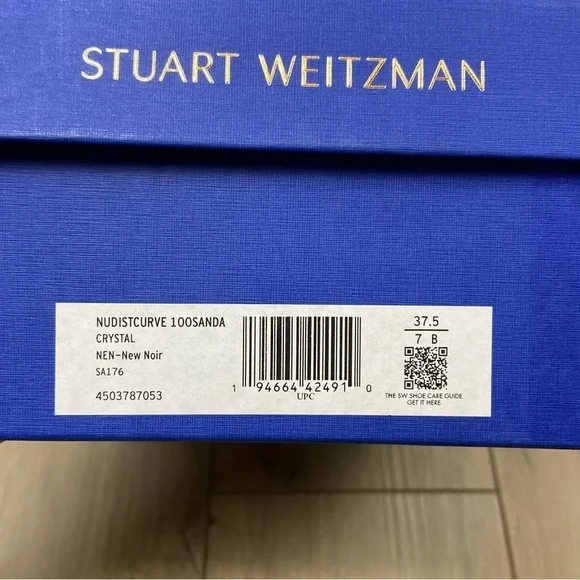 STUART WEITZMAN
NUDISTCURVE 100SANDA
CRYSTAL
NEN-New Noir
SA176
4503787053
1 94664 42491 0
UPC
37.5
7 B
THE SW SHOE CARE GUIDE.
GET IT HERE.